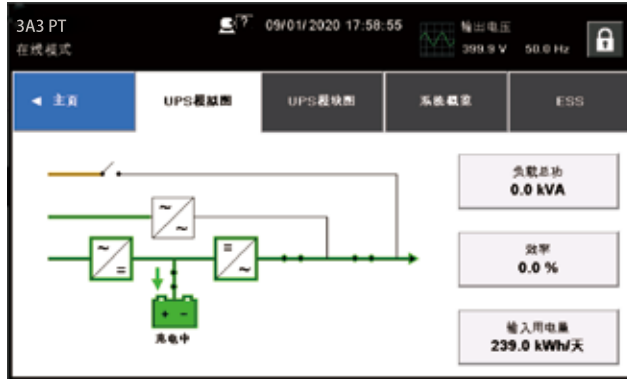 3A3 PT
在线模式
09/01/2020 17:58:55
输出电压
399.9 V 50.0 Hz
主页
UPS模拟图
UPS模块图
系统概览
ESS
负载总功
0.0 kVA
效率
0.0 %
输入用电量
239.0 kWh/天
充电中